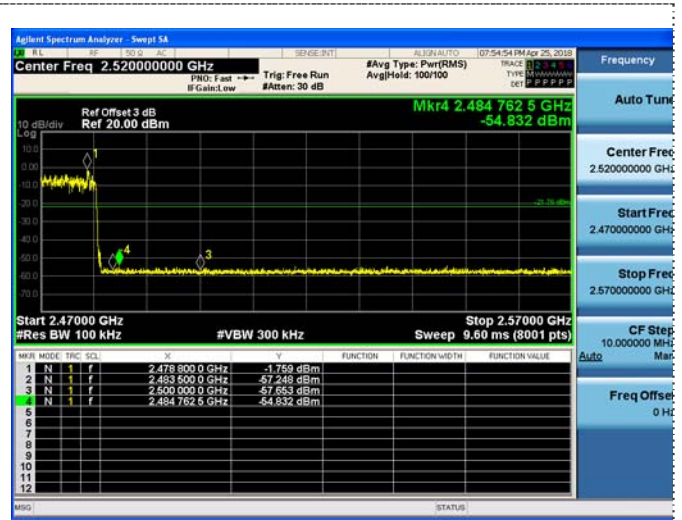 Agilent Spectrum Analyzer - Swept SA
RL RF 50 Ω AC SENSE:INT ALIGN AUTO 07:54:54 PM Apr 25, 2018
Center Freq 2.520000000 GHz #Avg Type: Pwr(RMS) TRACE 1 2 3 4 5 6
PNO: Fast Trig: Free Run Avg|Hold: 100/100 TYPE
IFGain:Low #Atten: 30 dB DET P P P P P P
Frequency
Auto Tune
Ref Offset 3 dB Mkr4 2.484 762 5 GHz
10 dB/div Ref 20.00 dBm -54.832 dBm
Log
10.0
0.00
-10.0
-20.0
-30.0
-40.0
-50.0
-60.0
-70.0
1
4
3
Center Freq
2.520000000 GHz
Start Freq
2.470000000 GHz
Stop Freq
2.570000000 GHz
Start 2.47000 GHz Stop 2.57000 GHz
#Res BW 100 kHz #VBW 300 kHz Sweep 9.60 ms (8001 pts)
CF Step
10.000000 MHz
Auto Man
MKR MODE TRC SCL X Y FUNCTION FUNCTION WIDTH FUNCTION VALUE
1 N 1 f 2.478 800 0 GHz -1.759 dBm
2 N 1 f 2.483 500 0 GHz -57.248 dBm
3 N 1 f 2.500 000 0 GHz -57.653 dBm
4 N 1 f 2.484 762 5 GHz -54.832 dBm
5
6
7
8
9
10
11
12
Freq Offset
0 Hz
MSG STATUS